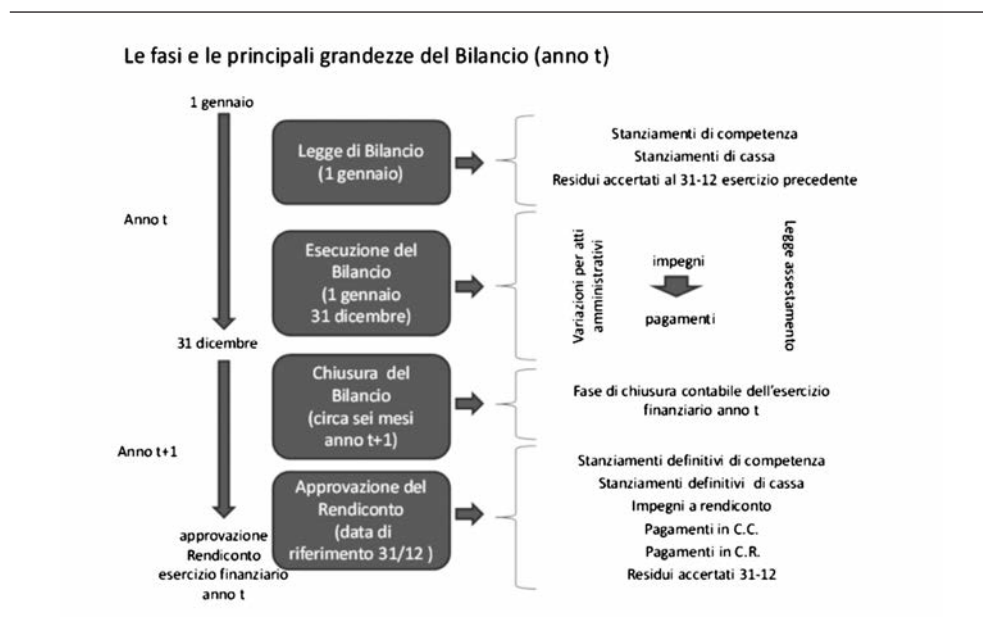 Le fasi e le principali grandezze del Bilancio (anno t)
1 gennaio
Anno t
31 dicembre
Anno t+1
approvazione
Rendiconto
esercizio finanziario
anno t
Legge di Bilancio
(1 gennaio)
Stanziamenti di competenza
Stanziamenti di cassa
Residui accertati al 31-12 esercizio precedente
Esecuzione del
Bilancio
(1 gennaio
31 dicembre)
Variazioni per atti
amministrativi
impegni
pagamenti
Legge assestamento
Chiusura del
Bilancio
(circa sei mesi
anno t+1)
Fase di chiusura contabile dell'esercizio
finanziario anno t
Approvazione del
Rendiconto
(data di
riferimento 31/12 )
Stanziamenti definitivi di competenza
Stanziamenti definitivi di cassa
Impegni a rendiconto
Pagamenti in C.C.
Pagamenti in C.R.
Residui accertati 31-12